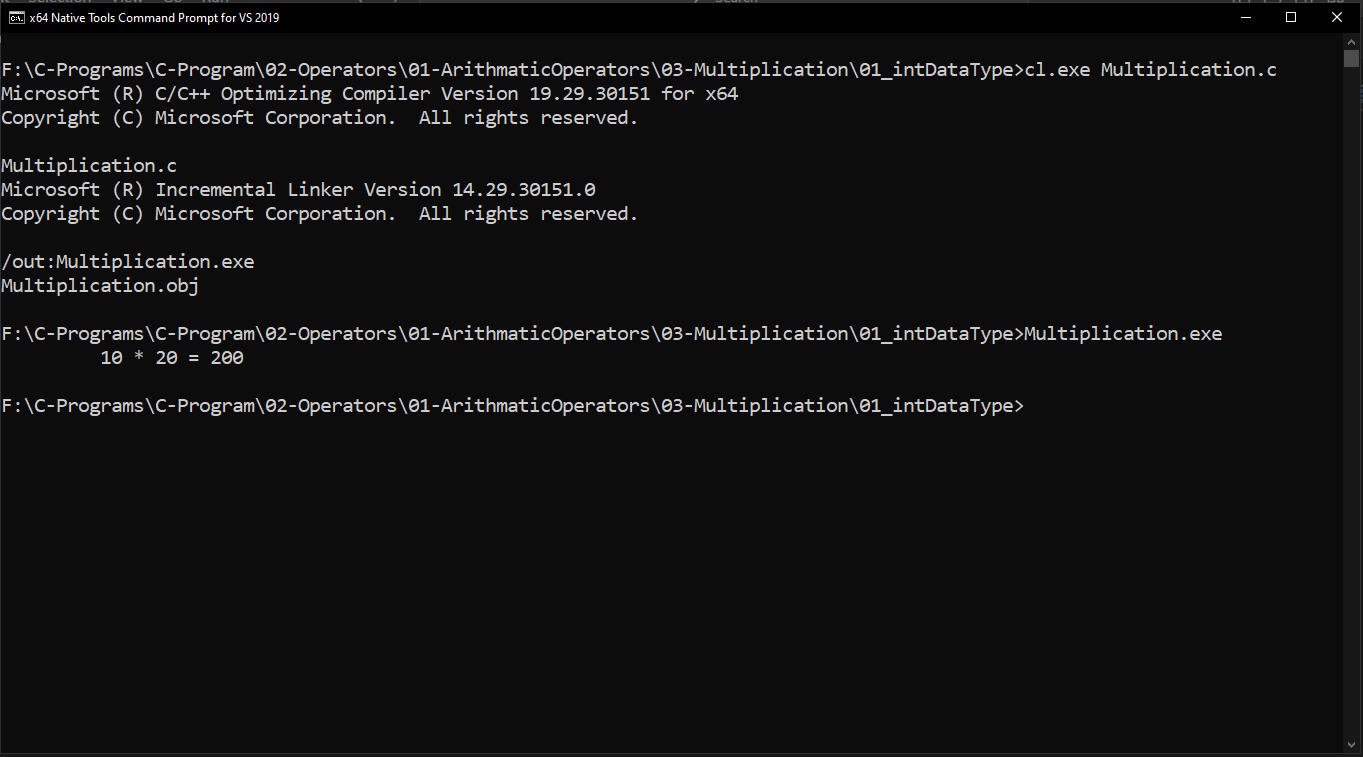 x64 Native Tools Command Prompt for VS 2019
F:\C-Programs\C-Program\02-Operators\01-ArithmaticOperators\03-Multiplication\01_intDataType>cl.exe Multiplication.c
Microsoft (R) C/C++ Optimizing Compiler Version 19.29.30151 for x64
Copyright (C) Microsoft Corporation.  All rights reserved.
Multiplication.c
Microsoft (R) Incremental Linker Version 14.29.30151.0
Copyright (C) Microsoft Corporation.  All rights reserved.
/out:Multiplication.exe
Multiplication.obj
F:\C-Programs\C-Program\02-Operators\01-ArithmaticOperators\03-Multiplication\01_intDataType>Multiplication.exe
10 * 20 = 200
F:\C-Programs\C-Program\02-Operators\01-ArithmaticOperators\03-Multiplication\01_intDataType>